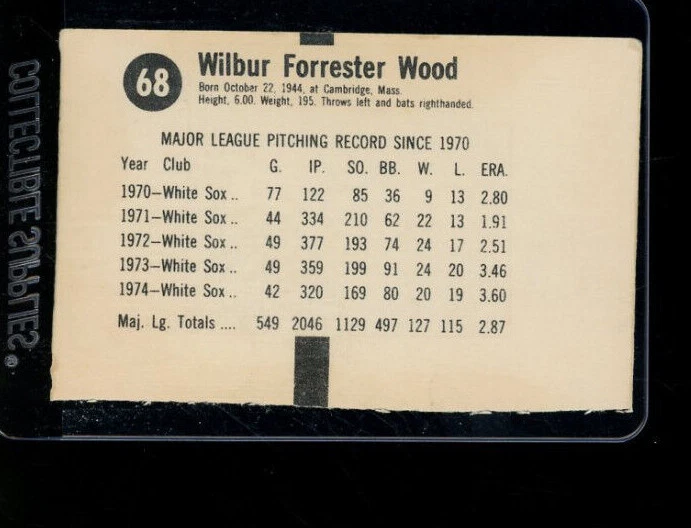 68
Wilbur Forrester Wood
Born October 22, 1944, at Cambridge, Mass.
Height, 6.00. Weight, 195. Throws left and bats righthanded.
MAJOR LEAGUE PITCHING RECORD SINCE 1970
Year Club G. IP. SO. BB. W. L. ERA.
1970—White Sox .. 77 122 85 36 9 13 2.80
1971—White Sox .. 44 334 210 62 22 13 1.91
1972—White Sox .. 49 377 193 74 24 17 2.51
1973—White Sox .. 49 359 199 91 24 20 3.46
1974—White Sox .. 42 320 169 80 20 19 3.60
Maj. Lg. Totals .... 549 2046 1129 497 127 115 2.87
COLLECTIBLE SUPPLIES®